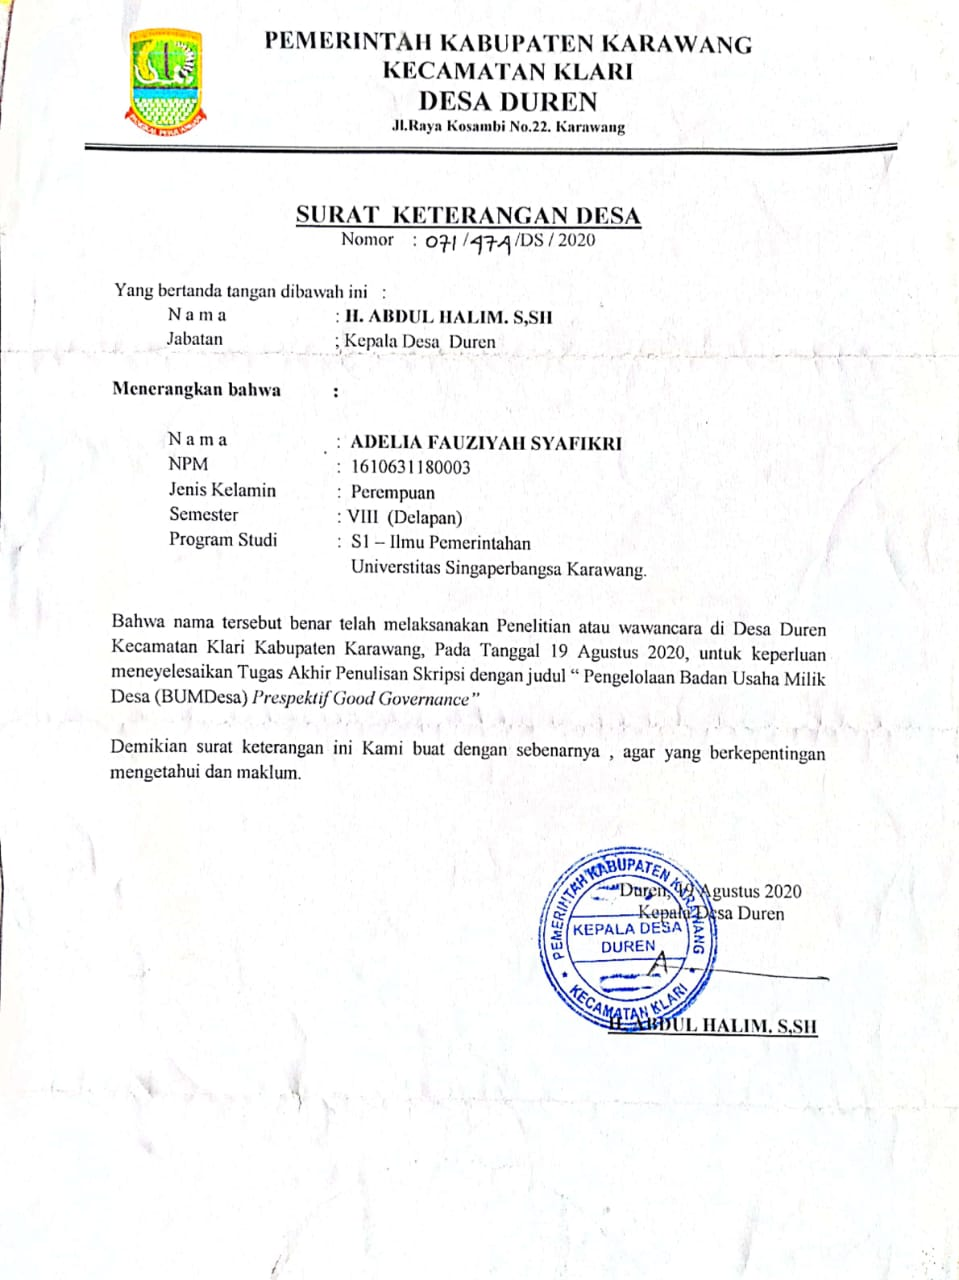 PEMERINTAH KABUPATEN KARAWANG
KECAMATAN KLARI
DESA DUREN
Jl.Raya Kosambi No.22. Karawang
SURAT KETERANGAN DESA
Nomor : 071/474/DS / 2020
Yang bertanda tangan dibawah ini :
N a m a : H. ABDUL HALIM. S,SH
Jabatan ; Kepala Desa Duren
Menerangkan bahwa :
N a m a : ADELIA FAUZIYAH SYAFIKRI
NPM : 1610631180003
Jenis Kelamin : Perempuan
Semester : VIII (Delapan)
Program Studi : S1 – Ilmu Pemerintahan
Universtitas Singaperbangsa Karawang.
Bahwa nama tersebut benar telah melaksanakan Penelitian atau wawancara di Desa Duren
Kecamatan Klari Kabupaten Karawang, Pada Tanggal 19 Agustus 2020, untuk keperluan
meneyelesaikan Tugas Akhir Penulisan Skripsi dengan judul “ Pengelolaan Badan Usaha Milik
Desa (BUMDesa) Prespektif Good Governance”
Demikian surat keterangan ini Kami buat dengan sebenarnya , agar yang berkepentingan
mengetahui dan maklum.
Duren, 19 Agustus 2020
Kepala Desa Duren
PEMERINTAH KABUPATEN KARAWANG
KEPALA DESA
DUREN
KECAMATAN KLARI
H. ABDUL HALIM. S,SH